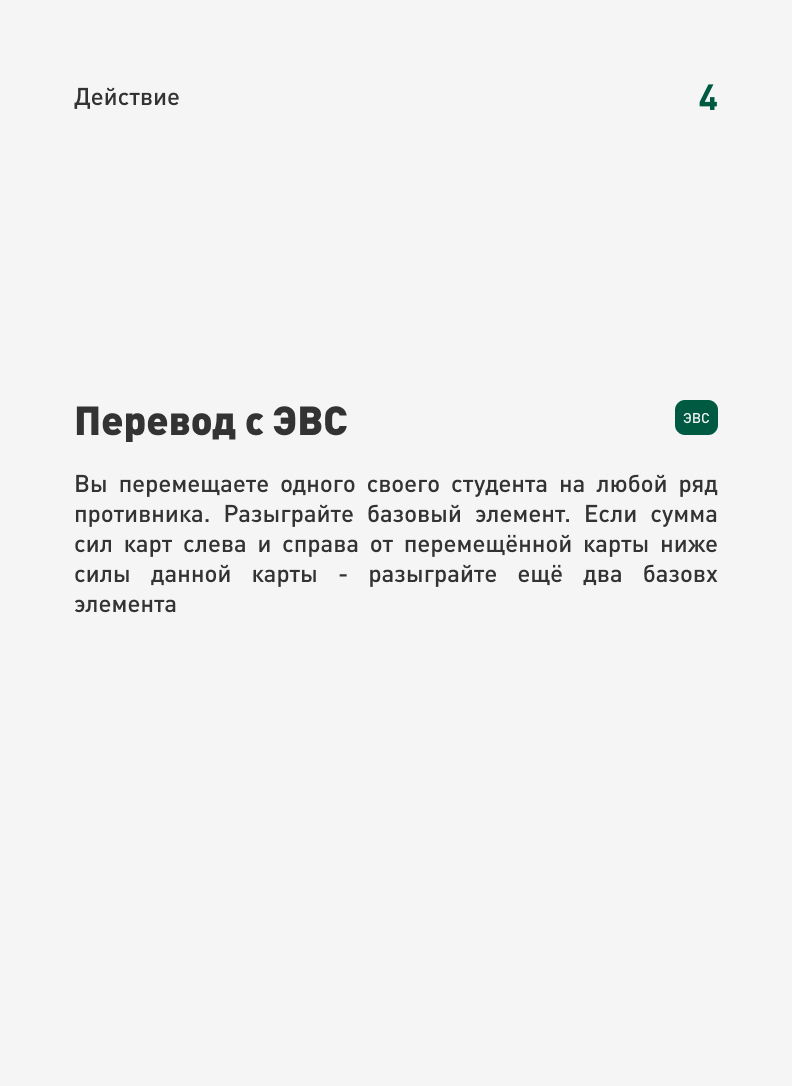 Действие
4
Перевод с ЭВС
ЭВС
Вы перемещаете одного своего студента на любой ряд
противника. Разыграйте базовый элемент. Если сумма
сил карт слева и справа от перемещённой карты ниже
силы данной карты - разыграйте ещё два базовх
элемента